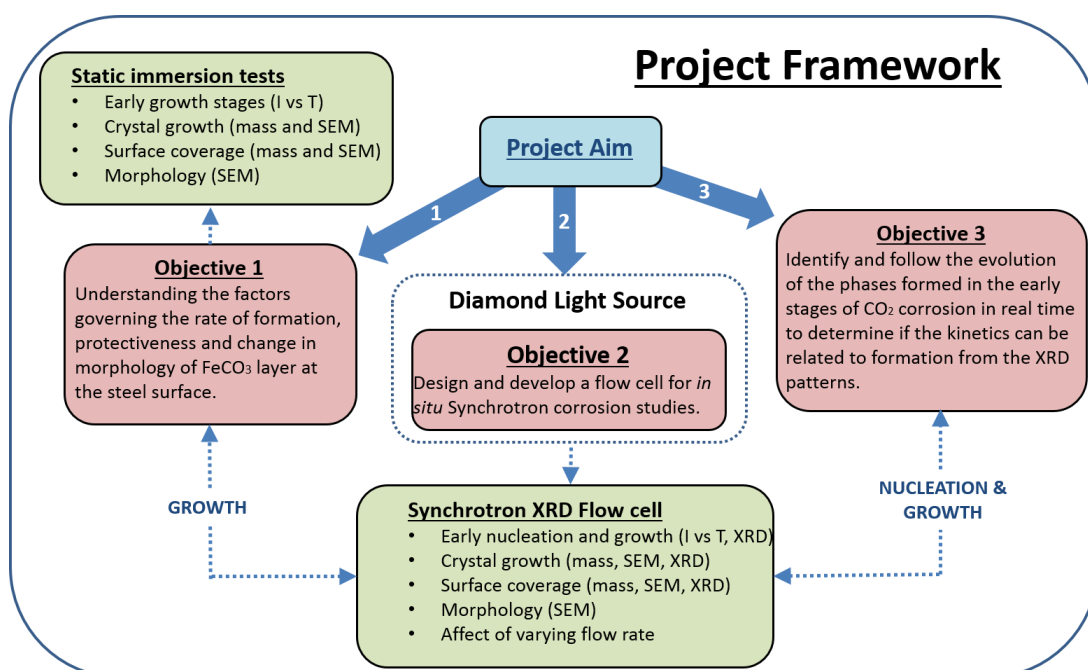 Project Framework
Static immersion tests
• Early growth stages (I vs T)
• Crystal growth (mass and SEM)
• Surface coverage (mass and SEM)
• Morphology (SEM)
Project Aim
1
2
3
Objective 1
Understanding the factors
governing the rate of formation,
protectiveness and change in
morphology of FeCO₃ layer at
the steel surface.
Diamond Light Source
Objective 2
Design and develop a flow cell for in
situ Synchrotron corrosion studies.
Objective 3
Identify and follow the evolution
of the phases formed in the early
stages of CO₂ corrosion in real time
to determine if the kinetics can be
related to formation from the XRD
patterns.
GROWTH
NUCLEATION &
GROWTH
Synchrotron XRD Flow cell
• Early nucleation and growth (I vs T, XRD)
• Crystal growth (mass, SEM, XRD)
• Surface coverage (mass, SEM, XRD)
• Morphology (SEM)
• Affect of varying flow rate